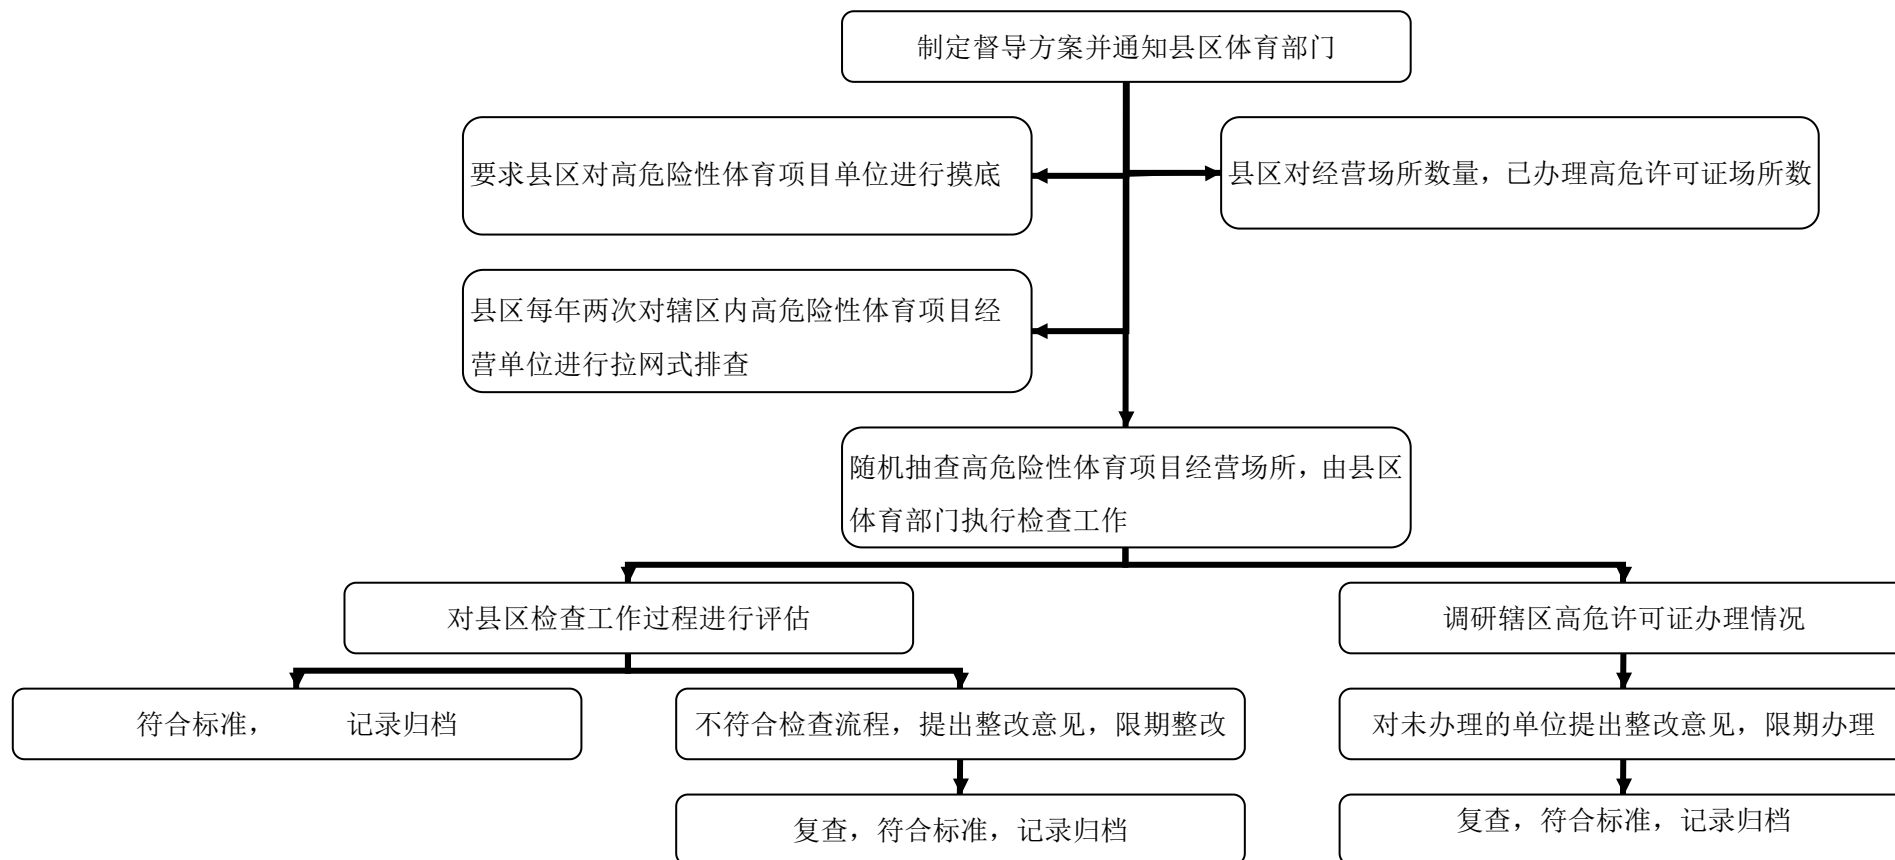 制定督导方案并通知县区体育部门
要求县区对高危险性体育项目单位进行摸底
县区对经营场所数量，已办理高危许可证场所数
县区每年两次对辖区内高危险性体育项目经
营单位进行拉网式排查
随机抽查高危险性体育项目经营场所，由县区
体育部门执行检查工作
对县区检查工作过程进行评估
调研辖区高危许可证办理情况
符合标准， 记录归档
不符合检查流程，提出整改意见，限期整改
对未办理的单位提出整改意见，限期办理
复查，符合标准，记录归档
复查，符合标准，记录归档